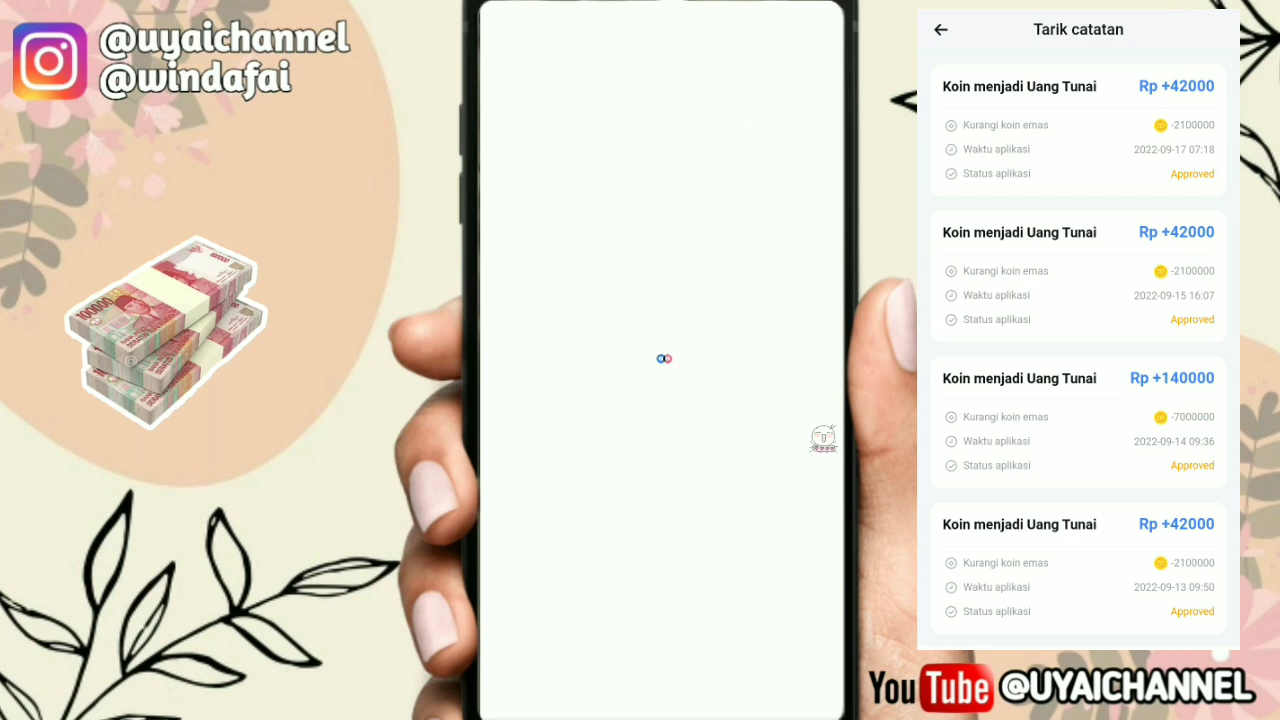 @uyaichannel
@windafai
100000
100000
Tarik catatan
Koin menjadi Uang Tunai Rp +42000
Kurangi koin emas -2100000
Waktu aplikasi 2022-09-17 07:18
Status aplikasi Approved
Koin menjadi Uang Tunai Rp +42000
Kurangi koin emas -2100000
Waktu aplikasi 2022-09-15 16:07
Status aplikasi Approved
Koin menjadi Uang Tunai Rp +140000
Kurangi koin emas -7000000
Waktu aplikasi 2022-09-14 09:36
Status aplikasi Approved
Koin menjadi Uang Tunai Rp +42000
Kurangi koin emas -2100000
Waktu aplikasi 2022-09-13 09:50
Status aplikasi Approved
YouTube @UYAICHANNEL